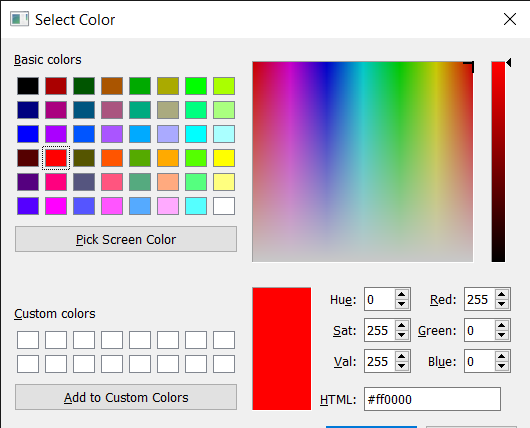 Select Color
Basic colors
Pick Screen Color
Custom colors
Add to Custom Colors
Hue: 0 Red: 255
Sat: 255 Green: 0
Val: 255 Blue: 0
HTML: #ff0000